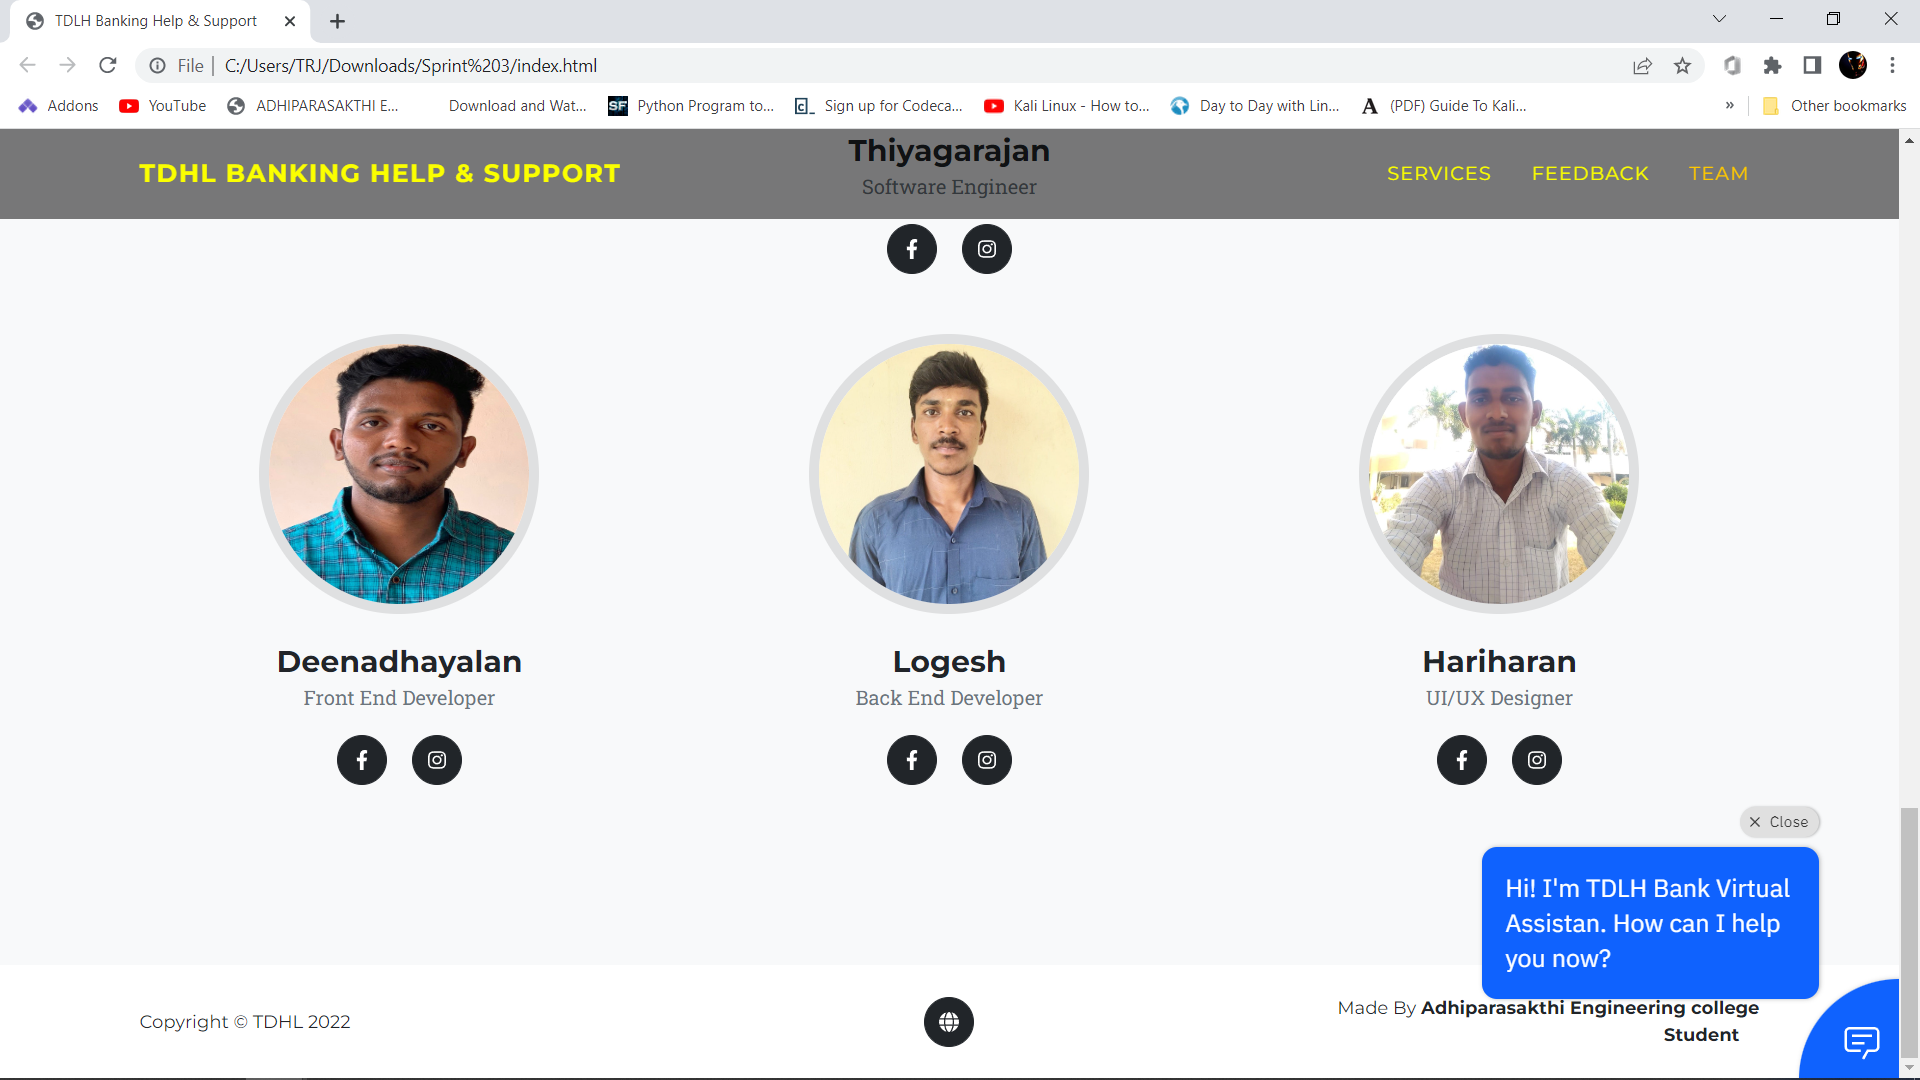 TDLH Banking Help & Support
File | C:/Users/TRJ/Downloads/Sprint%203/index.html
Addons YouTube ADHIPARASAKTHI E... Download and Wat... Python Program to... Sign up for Codeca... Kali Linux - How to... Day to Day with Lin... (PDF) Guide To Kali... » Other bookmarks
Thiyagarajan
TDHL BANKING HELP & SUPPORT SERVICES FEEDBACK TEAM
Software Engineer
Deenadhayalan Logesh Hariharan
Front End Developer Back End Developer UI/UX Designer
Close
Hi! I'm TDLH Bank Virtual
Assistan. How can I help
you now?
Copyright © TDHL 2022
Made By Adhiparasakthi Engineering college
Student